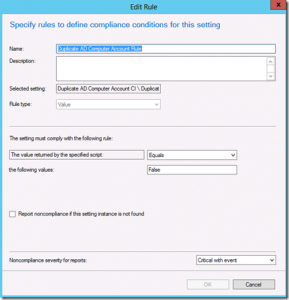 Edit Rule
x
Specify rules to define compliance conditions for this setting
Name:
Duplicate AD Computer Account Rule
Description:
Selected setting:
Duplicate AD Computer Account CI \ Duplicat
Rule type:
Value
The setting must comply with the following rule:
The value returned by the specified script:
Equals
the following values:
False
Report noncompliance if this setting instance is not found
Noncompliance severity for reports:
Critical with event
OK
Cancel